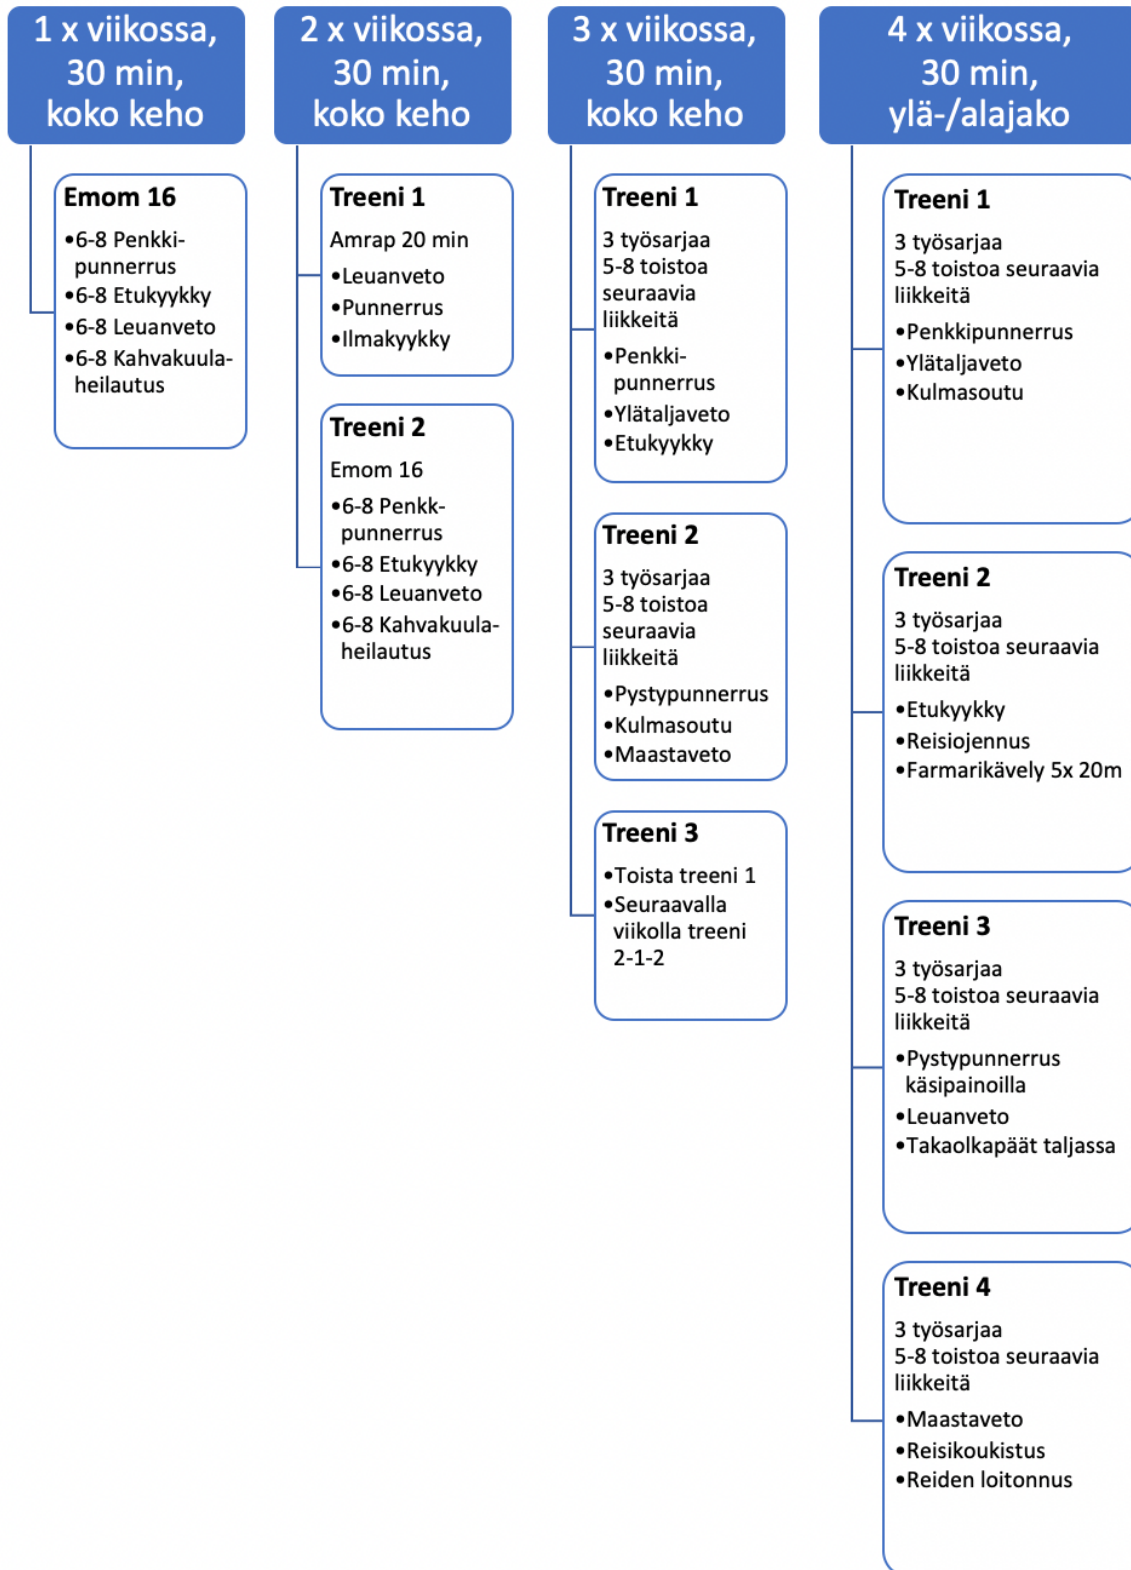 1 x viikossa,
30 min,
koko keho
Emom 16
•6-8 Penkki-
punnerrus
•6-8 Etukyykky
•6-8 Leuanveto
•6-8 Kahvakuula-
heilautus
2 x viikossa,
30 min,
koko keho
Treeni 1
Amrap 20 min
•Leuanveto
•Punnerrus
•Ilmakyykky
Treeni 2
Emom 16
•6-8 Penkk-
punnerrus
•6-8 Etukyykky
•6-8 Leuanveto
•6-8 Kahvakuula-
heilautus
3 x viikossa,
30 min,
koko keho
Treeni 1
3 työsarjaa
5-8 toistoa
seuraavia
liikkeitä
•Penkki-
punnerrus
•Ylätaljaveto
•Etukyykky
Treeni 2
3 työsarjaa
5-8 toistoa
seuraavia
liikkeitä
•Pystypunnerrus
•Kulmasoutu
•Maastaveto
Treeni 3
•Toista treeni 1
•Seuraavalla
viikolla treeni
2-1-2
4 x viikossa,
30 min,
ylä-/alajako
Treeni 1
3 työsarjaa
5-8 toistoa seuraavia
liikkeitä
•Penkkipunnerrus
•Ylätaljaveto
•Kulmasoutu
Treeni 2
3 työsarjaa
5-8 toistoa seuraavia
liikkeitä
•Etukyykky
•Reisiojennus
•Farmarikävely 5x 20m
Treeni 3
3 työsarjaa
5-8 toistoa seuraavia
liikkeitä
•Pystypunnerrus
käsipainoilla
•Leuanveto
•Takaolkapäät taljassa
Treeni 4
3 työsarjaa
5-8 toistoa seuraavia
liikkeitä
•Maastaveto
•Reisikoukistus
•Reiden loitonnus